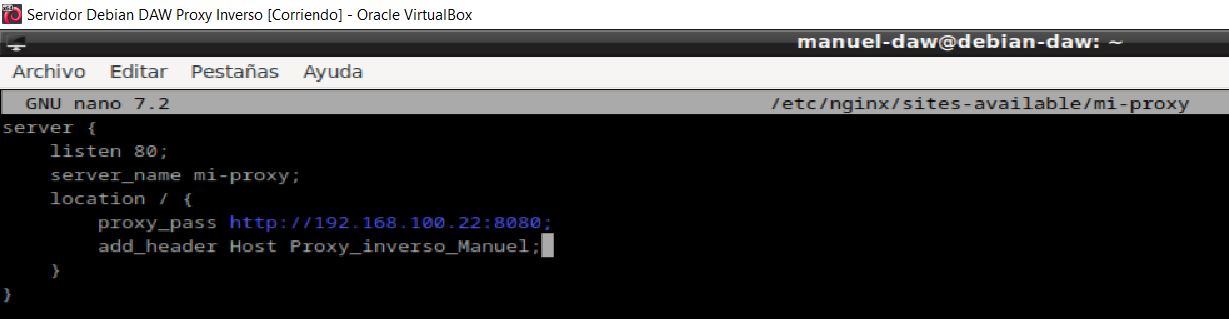 Servidor Debian DAW Proxy Inverso [Corriendo] - Oracle VirtualBox
manuel-daw@debian-daw: ~
Archivo Editar Pestañas Ayuda
GNU nano 7.2 /etc/nginx/sites-available/mi-proxy
server {
    listen 80;
    server_name mi-proxy;
    location / {
        proxy_pass http://192.168.100.22:8080;
        add_header Host Proxy_inverso_Manuel;
    }
}